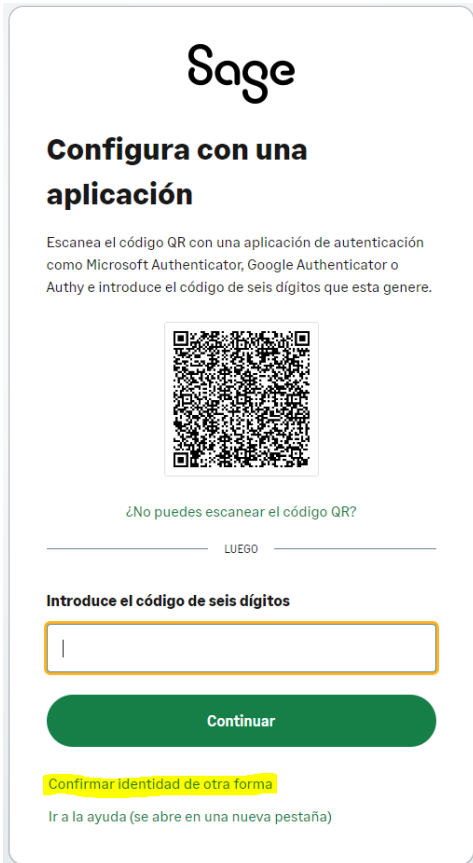 Sage
Configura con una
aplicación
Escanea el código QR con una aplicación de autenticación
como Microsoft Authenticator, Google Authenticator o
Authy e introduce el código de seis dígitos que esta genere.
¿No puedes escanear el código QR?
LUEGO
Introduce el código de seis dígitos
Continuar
Confirmar identidad de otra forma
Ir a la ayuda (se abre en una nueva pestaña)